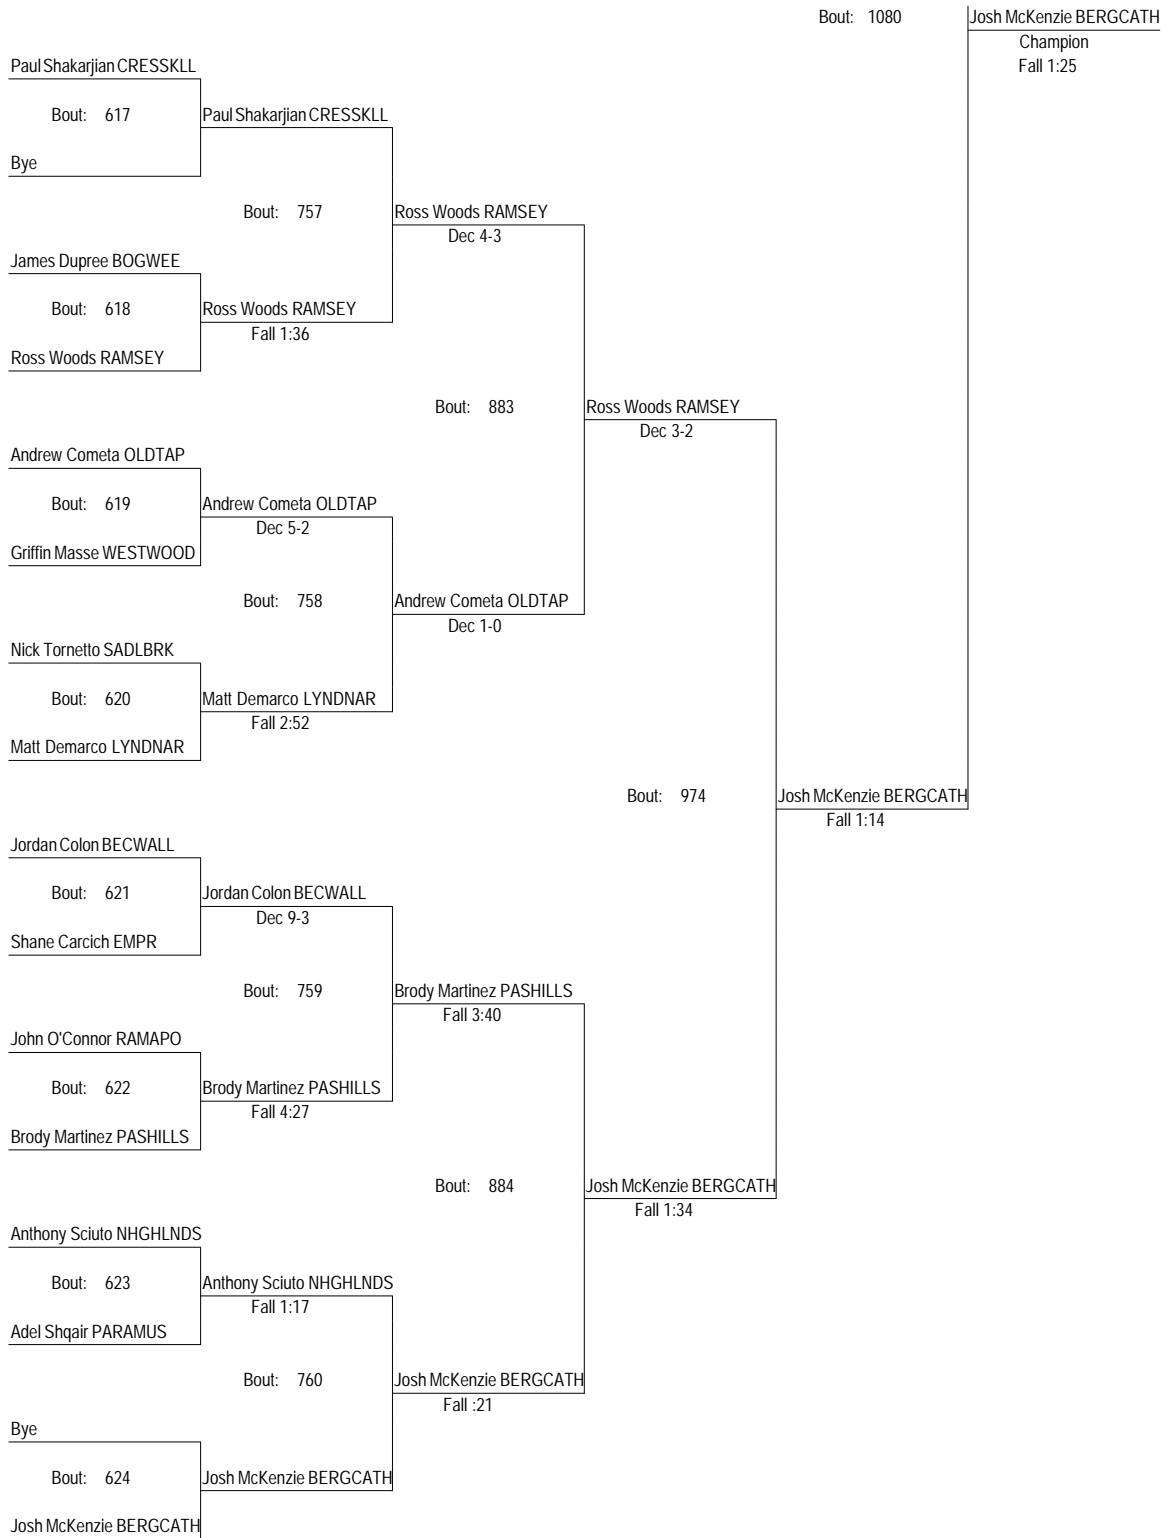 Bout: 1080 Josh McKenzie BERGCATH
Champion
Paul Shakarjian CRESSKLL Fall 1:25
Bout: 617 Paul Shakarjian CRESSKLL
Bye
Bout: 757 Ross Woods RAMSEY
Dec 4-3
James Dupree BOGWEE
Bout: 618 Ross Woods RAMSEY
Fall 1:36
Ross Woods RAMSEY
Bout: 883 Ross Woods RAMSEY
Dec 3-2
Andrew Cometa OLDTAP
Bout: 619 Andrew Cometa OLDTAP
Dec 5-2
Griffin Masse WESTWOOD
Bout: 758 Andrew Cometa OLDTAP
Dec 1-0
Nick Tornetto SADLBRK
Bout: 620 Matt Demarco LYNDNAR
Fall 2:52
Matt Demarco LYNDNAR
Bout: 974 Josh McKenzie BERGCATH
Fall 1:14
Jordan Colon BECWALL
Bout: 621 Jordan Colon BECWALL
Dec 9-3
Shane Carcich EMPR
Bout: 759 Brody Martinez PASHILLS
Fall 3:40
John O'Connor RAMAPO
Bout: 622 Brody Martinez PASHILLS
Fall 4:27
Brody Martinez PASHILLS
Bout: 884 Josh McKenzie BERGCATH
Fall 1:34
Anthony Sciuto NHGHLNDS
Bout: 623 Anthony Sciuto NHGHLNDS
Fall 1:17
Adel Shqair PARAMUS
Bout: 760 Josh McKenzie BERGCATH
Fall :21
Bye
Bout: 624 Josh McKenzie BERGCATH
Josh McKenzie BERGCATH